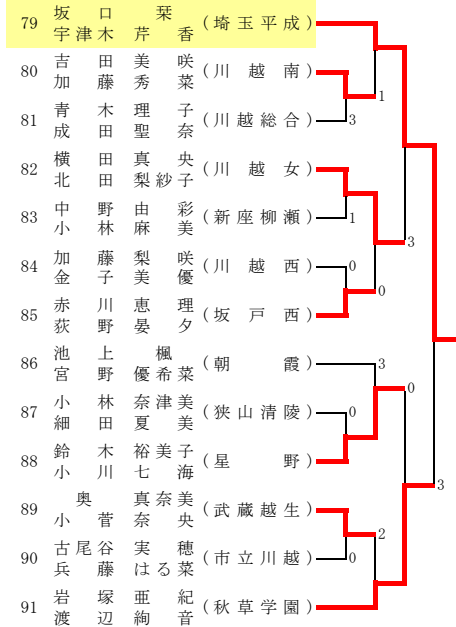 79 坂口栞 宇津木芹香 (埼玉平成)
80 吉田美咲 加藤秀菜 (川越南)
1
81 青木理子 成田聖奈 (川越総合) 3
82 横田真央 北田梨紗子 (川越女)
83 中野由彩 小林麻美 (新座柳瀬) 1
3
84 加藤梨咲 金子美優 (川越西) 0
0
85 赤川恵理 荻野晏夕 (坂戸西)
86 池上楓 宮野優希菜 (朝霞) 3
0
87 小林奈津美 細田夏美 (狭山清陵) 0
88 鈴木裕美子 小川七海 (星野)
3
89 奥真奈美 小菅奈央 (武蔵越生)
2
90 古尾谷実穂 兵藤はる菜 (市立川越) 0
91 岩塚亜紀 渡辺絢音 (秋草学園)